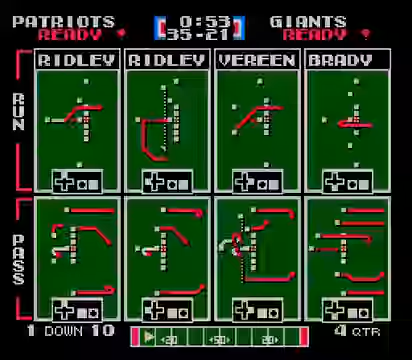 PATRIOTS 0:53 GIANTS
READY 35-21 READY
RIDLEY RIDLEY VEREEN BRADY
RUN
PASS
1 DOWN 10 <20 <50> 20> 4 QTR